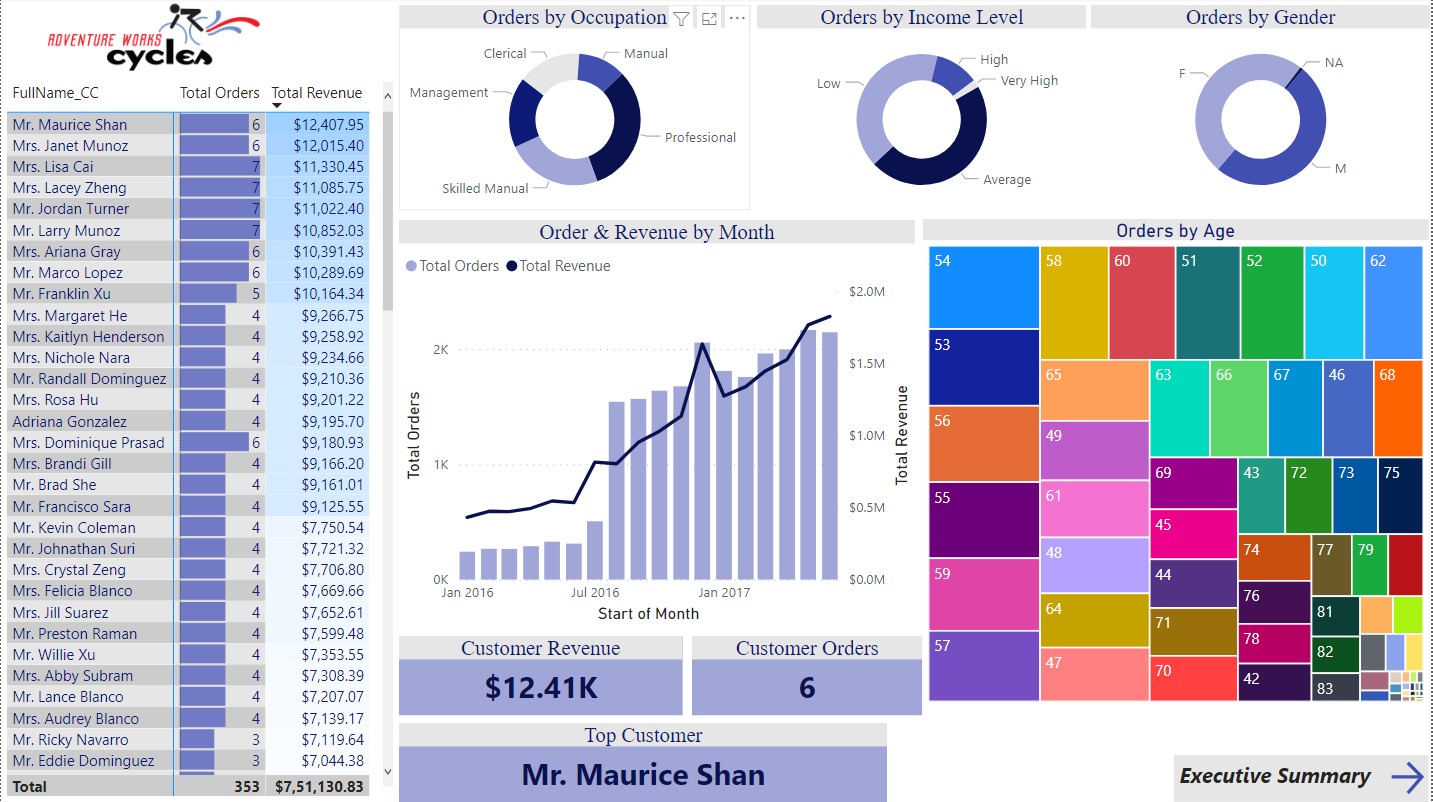 ADVENTURE WORKS
cycles
FullName_CC Total Orders Total Revenue
Mr. Maurice Shan 6 $12,407.95
Mrs. Janet Munoz 6 $12,015.40
Mrs. Lisa Cai 7 $11,330.45
Mrs. Lacey Zheng 7 $11,085.75
Mr. Jordan Turner 7 $11,022.40
Mr. Larry Munoz 7 $10,852.03
Mrs. Ariana Gray 6 $10,391.43
Mr. Marco Lopez 6 $10,289.69
Mr. Franklin Xu 5 $10,164.34
Mrs. Margaret He 4 $9,266.75
Mrs. Kaitlyn Henderson 4 $9,258.92
Mrs. Nichole Nara 4 $9,234.66
Mr. Randall Dominguez 4 $9,210.36
Mrs. Rosa Hu 4 $9,201.22
Adriana Gonzalez 4 $9,195.70
Mrs. Dominique Prasad 6 $9,180.93
Mrs. Brandi Gill 4 $9,166.20
Mr. Brad She 4 $9,161.01
Mr. Francisco Sara 4 $9,125.55
Mr. Kevin Coleman 4 $7,750.54
Mr. Johnathan Suri 4 $7,721.32
Mrs. Crystal Zeng 4 $7,706.80
Mrs. Felicia Blanco 4 $7,669.66
Mrs. Jill Suarez 4 $7,652.61
Mr. Preston Raman 4 $7,599.48
Mr. Willie Xu 4 $7,353.55
Mrs. Abby Subram 4 $7,308.39
Mr. Lance Blanco 4 $7,207.07
Mrs. Audrey Blanco 4 $7,139.17
Mr. Ricky Navarro 3 $7,119.64
Mr. Eddie Dominguez 3 $7,044.38
Total 353 $7,51,130.83
Orders by Occupation
Clerical
Manual
Management
Professional
Skilled Manual
Orders by Income Level
High
Very High
Low
Average
Orders by Gender
NA
F
M
Order & Revenue by Month
Total Orders Total Revenue
Total Orders
2K
1K
0K
$2.0M
$1.5M
$1.0M
$0.5M
$0.0M
Total Revenue
Jan 2016 Jul 2016 Jan 2017
Start of Month
Orders by Age
54 58 60 51 52 50 62
53
65 63 66 67 46 68
56
49
69 43 72 73 75
55
61
45
48 74 77 79
59
44
76
64 71 81
57
78
47 70 82
42 83
Customer Revenue
$12.41K
Customer Orders
6
Top Customer
Mr. Maurice Shan
Executive Summary